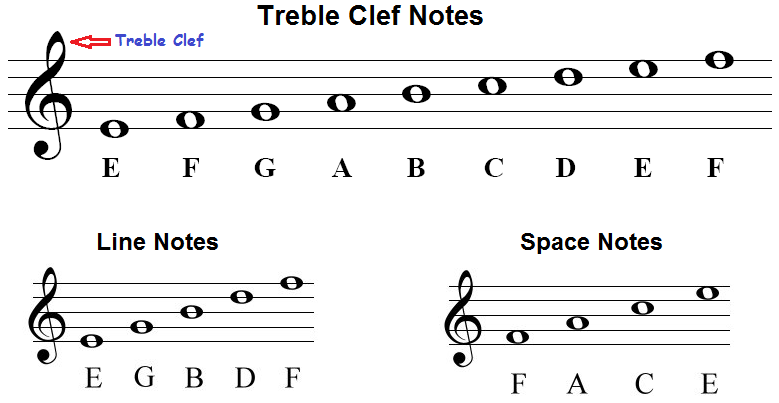 Treble Clef Notes
Treble Clef
E F G A B C D E F
Line Notes
E G B D F
Space Notes
F A C E